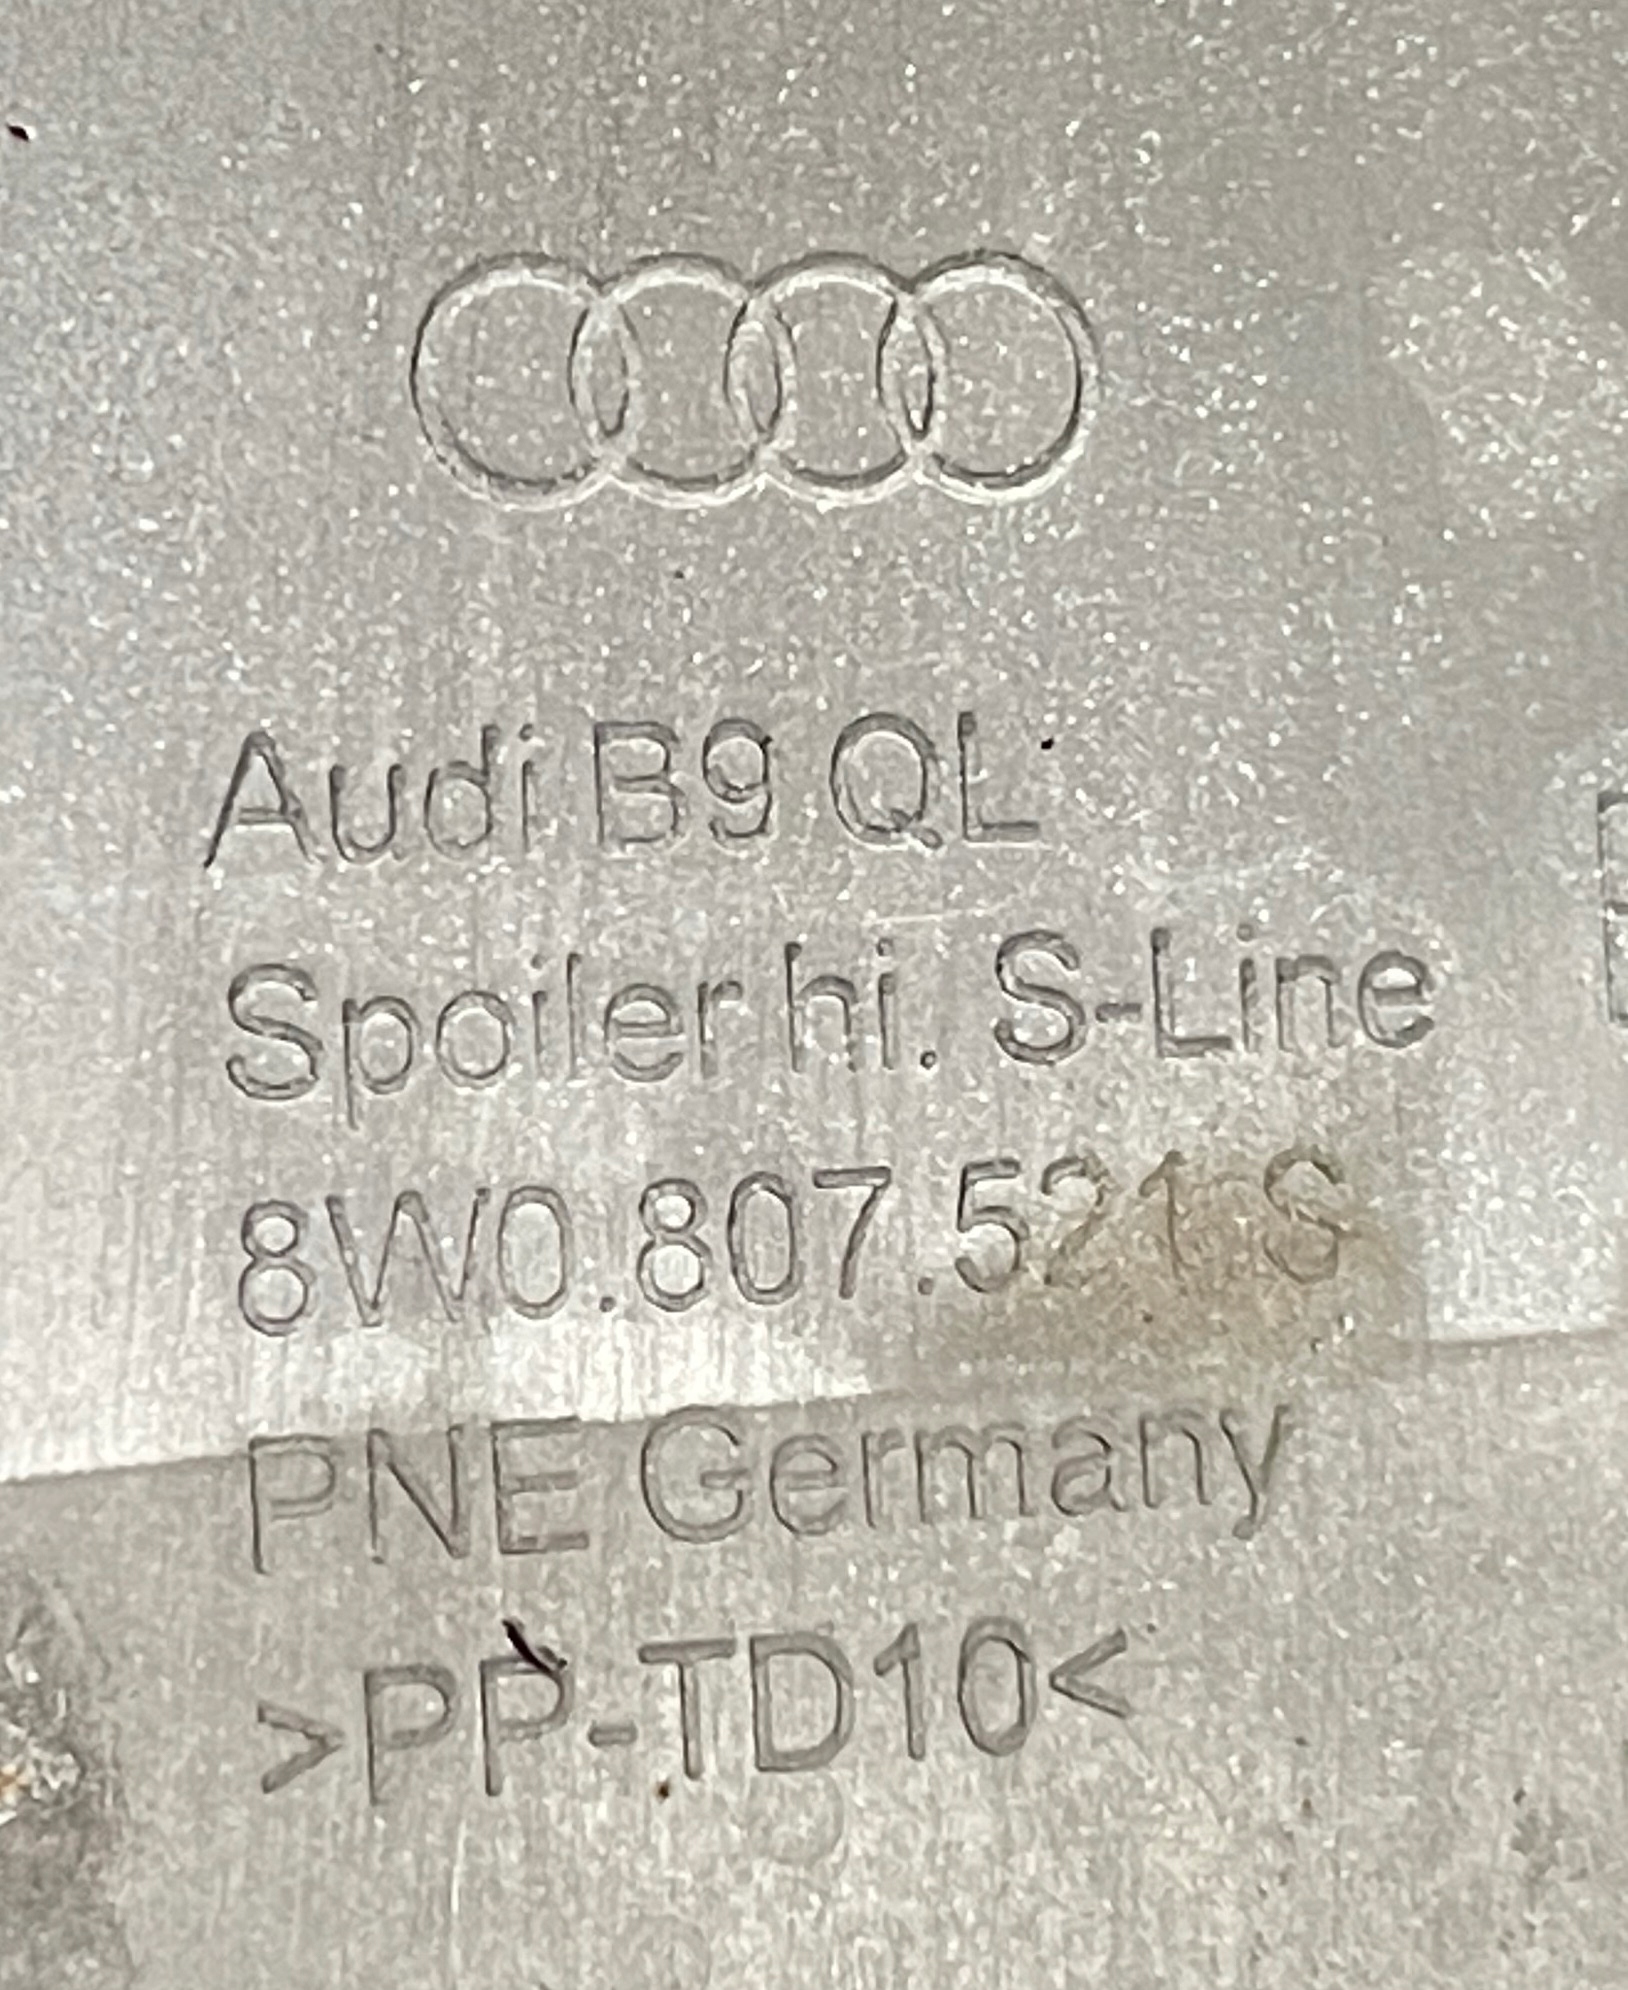 Audi B9 QL
Spoiler hi. S-Line
8W0.807.521 S
PNE Germany
>PP-TD10<